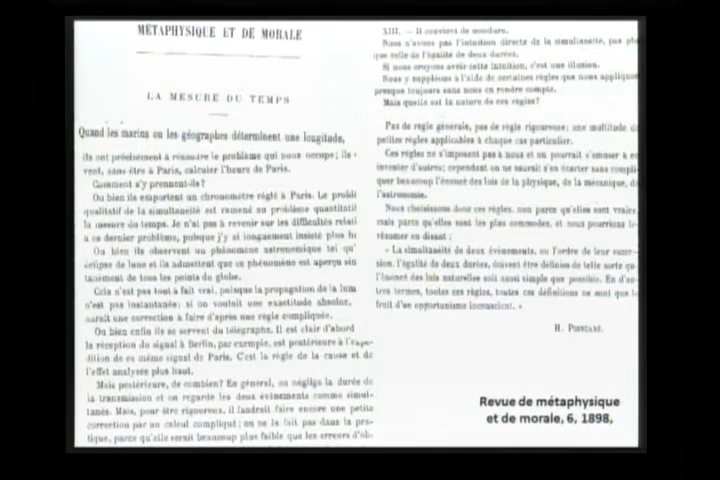 MÉTAPHYSIQUE ET DE MORALE
LA MESURE DU TEMPS
Quand les marins ou les géographes déterminent une longitude,
ils ont précisément à résoudre le problème qui nous occupe; ils
vent, sans être à Paris, calculer l'heure de Paris.
Comment s'y prennent-ils?
Ou bien ils emportent un chronomètre réglé à Paris. Le probl
qualitatif de la simultanéité est ramené au problème quantitatif
la mesure du temps. Je n'ai pas à revenir sur les difficultés relati
à ce dernier problème, puisque j'y ai longuement insisté plus h
Ou bien ils observent un phénomène astronomique tel qu'
éclipse de lune et ils admettent que ce phénomène est aperçu sin
tanément de tous les points du globe.
Cela n'est pas tout à fait vrai, puisque la propagation de la lum
n'est pas instantanée; si on voulait une exactitude absolue,
aurait une correction à faire d'après une règle compliquée.
Ou bien enfin ils se servent du télégraphe. Il est clair d'abord
la réception du signal à Berlin, par exemple, est postérieure à l'expé
dition de ce même signal de Paris. C'est la règle de la cause et de
l'effet analysée plus haut.
Mais postérieure, de combien? En général, on néglige la durée de
la transmission et on regarde les deux événements comme simul-
tanés. Mais, pour être rigoureux, il faudrait faire encore une petite
correction par un calcul compliqué; on ne la fait pas dans la pra-
tique, parce qu'elle serait beaucoup plus faible que les erreurs d'ob-
XIII. — Il convient de conclure.
Nous n'avons pas l'intuition directe de la simultanéité, pas plu
que celle de l'égalité de deux durées.
Si nous croyons avoir cette intuition, c'est une illusion.
Nous y suppléons à l'aide de certaines règles que nous appliquon
presque toujours sans nous en rendre compte.
Mais quelle est la nature de ces règles?
Pas de règle générale, pas de règle rigoureuse; une multitude de
petites règles applicables à chaque cas particulier.
Ces règles ne s'imposent pas à nous et on pourrait s'amuser à en
inventer d'autres; cependant on ne saurait s'en écarter sans compli
quer beaucoup l'énoncé des lois de la physique, de la mécanique, de
l'astronomie.
Nous choisissons donc ces règles, non parce qu'elles sont vraies,
mais parce qu'elles sont les plus commodes, et nous pourrions le
résumer en disant :
« La simultanéité de deux événements, ou l'ordre de leur succes-
sion, l'égalité de deux durées, doivent être définies de telle sorte qu
l'énoncé des lois naturelles soit aussi simple que possible. En d'au-
tres termes, toutes ces règles, toutes ces définitions ne sont que le
fruit d'un opportunisme inconscient. »
H. POINCARÉ.
Revue de métaphysique
et de morale, 6, 1898,